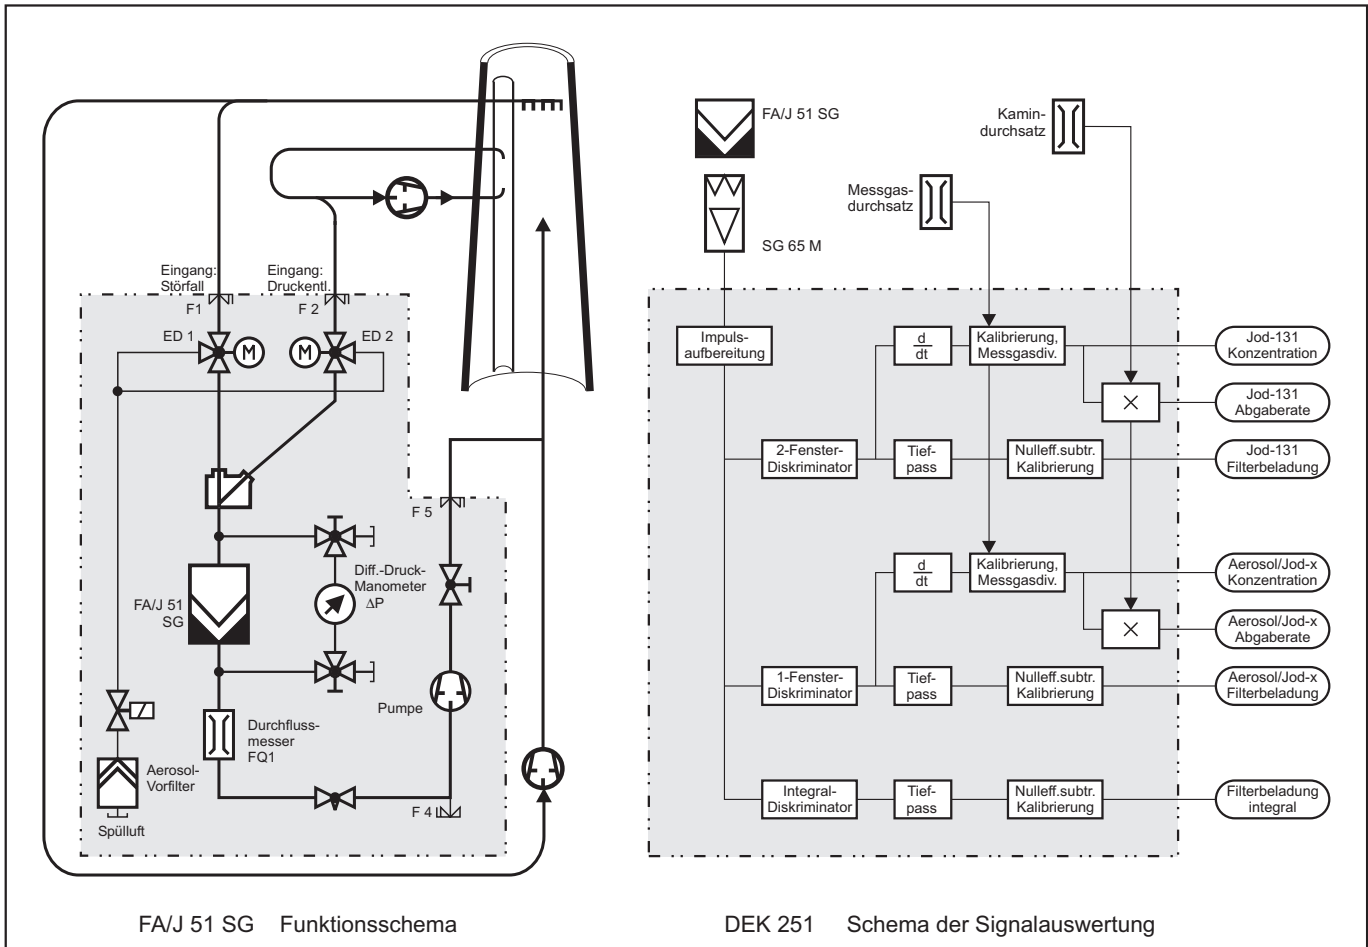 Eingang:
Störfall
F1
Eingang:
Druckentl.
F 2
ED 1
M
M
ED 2
F 5
Diff.-Druck-
Manometer
ΔP
FA/J 51
SG
Pumpe
Durchfluss-
messer
FQ1
Aerosol-
Vorfilter
F 4
Spülluft
FA/J 51 SG Funktionsschema
FA/J 51 SG
Kamin-
durchsatz
Messgas-
durchsatz
SG 65 M
Impuls-
aufbereitung
d
dt
Kalibrierung,
Messgasdiv.
Jod-131
Konzentration
×
Jod-131
Abgaberate
2-Fenster-
Diskriminator
Tief-
pass
Nulleff.subtr.
Kalibrierung
Jod-131
Filterbeladung
d
dt
Kalibrierung,
Messgasdiv.
Aerosol/Jod-x
Konzentration
×
Aerosol/Jod-x
Abgaberate
1-Fenster-
Diskriminator
Tief-
pass
Nulleff.subtr.
Kalibrierung
Aerosol/Jod-x
Filterbeladung
Integral-
Diskriminator
Tief-
pass
Nulleff.subtr.
Kalibrierung
Filterbeladung
integral
DEK 251 Schema der Signalauswertung